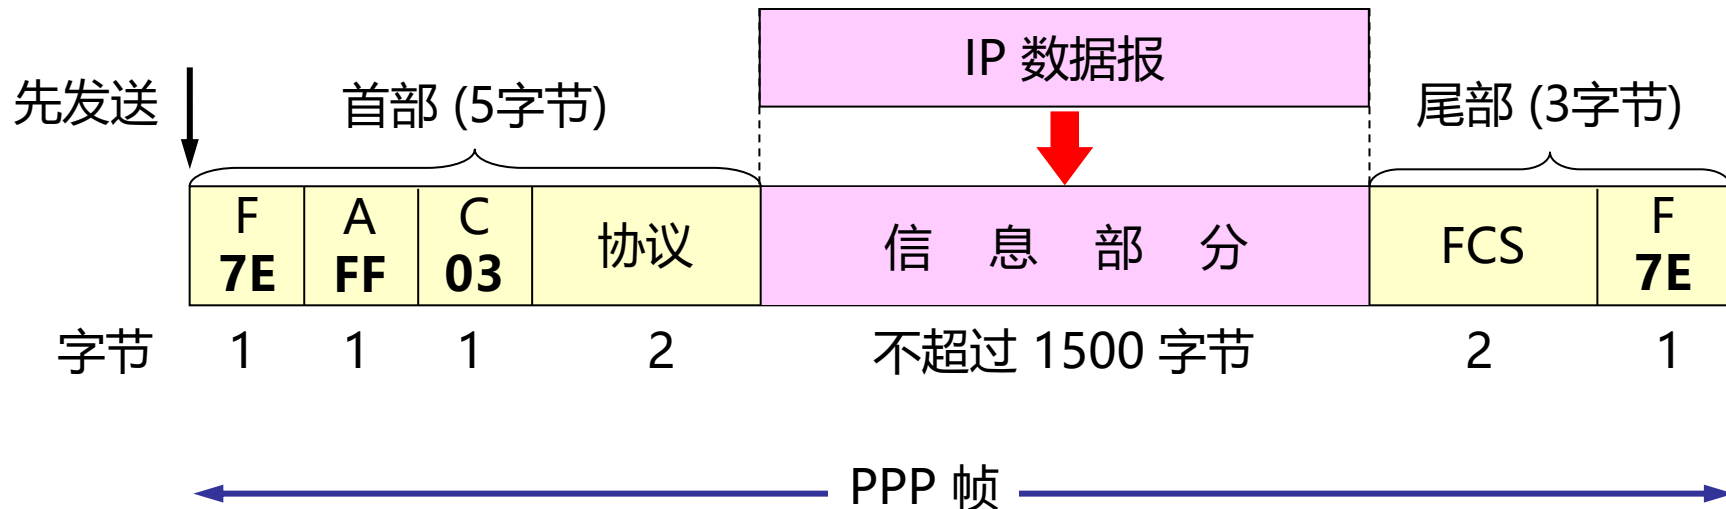 IP 数据报
先发送
首部 (5字节)
尾部 (3字节)
F A C 协议 信息部分 FCS F
7E FF 03 7E
字节 1 1 1 2 不超过 1500 字节 2 1
PPP 帧